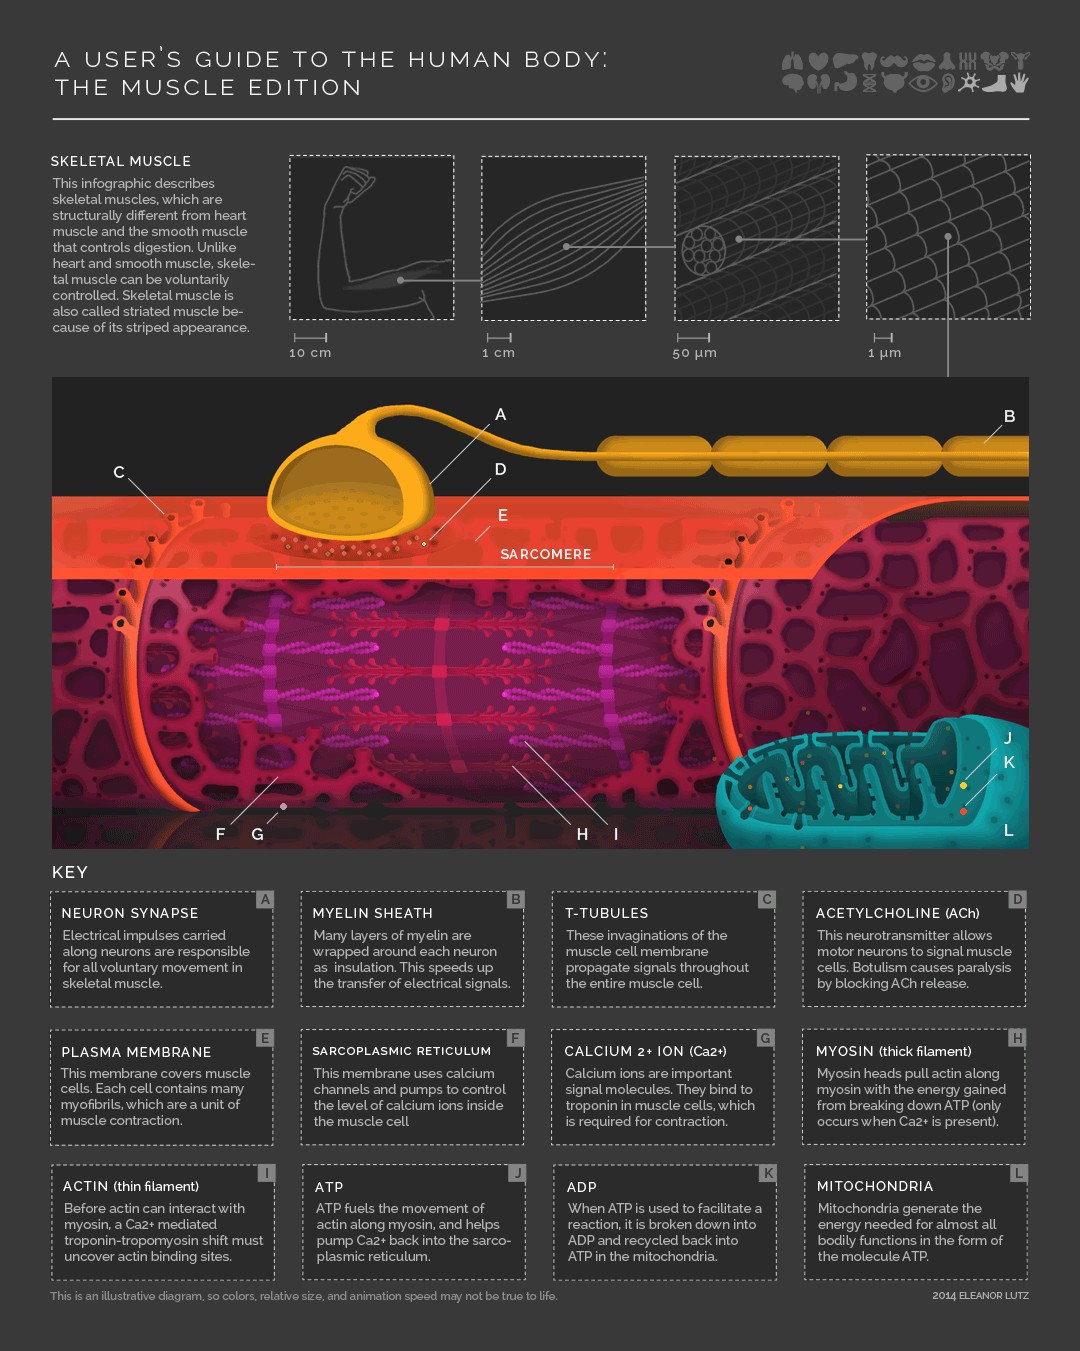 A USER'S GUIDE TO THE HUMAN BODY:
THE MUSCLE EDITION
SKELETAL MUSCLE
This infographic describes
skeletal muscles, which are
structurally different from heart
muscle and the smooth muscle
that controls digestion. Unlike
heart and smooth muscle, skele-
tal muscle can be voluntarily
controlled. Skeletal muscle is
also called striated muscle be-
cause of its striped appearance.
10 cm
1 cm
50 μm
1 μm
A
B
C
D
E
SARCOMERE
F
G
H
I
J
K
L
KEY
A
NEURON SYNAPSE
Electrical impulses carried
along neurons are responsible
for all voluntary movement in
skeletal muscle.
B
MYELIN SHEATH
Many layers of myelin are
wrapped around each neuron
as insulation. This speeds up
the transfer of electrical signals.
C
T-TUBULES
These invaginations of the
muscle cell membrane
propagate signals throughout
the entire muscle cell.
D
ACETYLCHOLINE (ACh)
This neurotransmitter allows
motor neurons to signal muscle
cells. Botulism causes paralysis
by blocking ACh release.
E
PLASMA MEMBRANE
This membrane covers muscle
cells. Each cell contains many
myofibrils, which are a unit of
muscle contraction.
F
SARCOPLASMIC RETICULUM
This membrane uses calcium
channels and pumps to control
the level of calcium ions inside
the muscle cell
G
CALCIUM 2+ ION (Ca2+)
Calcium ions are important
signal molecules. They bind to
troponin in muscle cells, which
is required for contraction.
H
MYOSIN (thick filament)
Myosin heads pull actin along
myosin with the energy gained
from breaking down ATP (only
occurs when Ca2+ is present).
I
ACTIN (thin filament)
Before actin can interact with
myosin, a Ca2+ mediated
troponin-tropomyosin shift must
uncover actin binding sites.
J
ATP
ATP fuels the movement of
actin along myosin, and helps
pump Ca2+ back into the sarco-
plasmic reticulum.
K
ADP
When ATP is used to facilitate a
reaction, it is broken down into
ADP and recycled back into
ATP in the mitochondria.
L
MITOCHONDRIA
Mitochondria generate the
energy needed for almost all
bodily functions in the form of
the molecule ATP.
This is an illustrative diagram, so colors, relative size, and animation speed may not be true to life.
2014 ELEANOR LUTZ